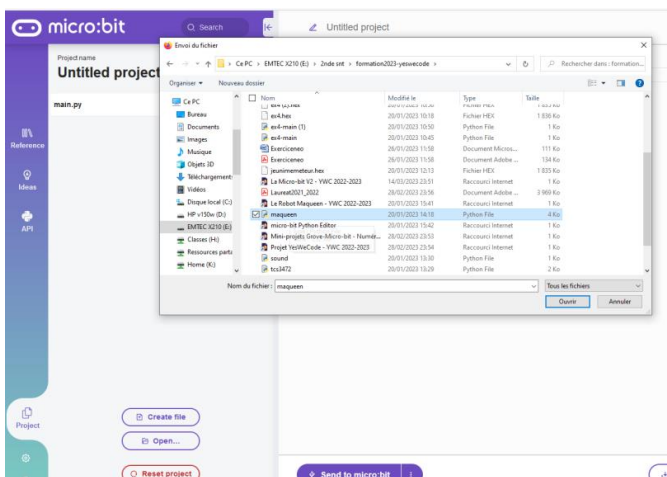 micro:bit
Search
Untitled project
Project name
Untitled project
main.py
Reference
Ideas
API
Project
Create file
Open...
Reset project
Send to micro:bit
Envoi du fichier
Ce PC > EMTEC X210 (E:) > 2nde snt > formation2023-yeswecode >
Rechercher dans : formation...
Organiser
Nouveau dossier
Ce PC
Bureau
Documents
Images
Musique
Objets 3D
Téléchargements
Vidéos
Disque local (C:)
HP v150w (D:)
EMTEC X210 (E:)
Classes (H:)
Ressources parta
Home (K:)
Nom Modifié le Type Taille
ex4.hex 20/01/2023 10:18 Fichier HEX 1 836 Ko
ex4-main (1) 20/01/2023 10:50 Python File 1 Ko
ex4-main 20/01/2023 10:45 Python File 1 Ko
Exerciceneo 26/01/2023 11:58 Document Micros... 111 Ko
Exerciceneo 26/01/2023 11:58 Document Adobe ... 134 Ko
jeunirnemeteur.hex 20/01/2023 12:13 Fichier HEX 1 835 Ko
La Micro-bit V2 - YWC 2022-2023 14/03/2023 23:51 Raccourci Internet 1 Ko
Laureat2021_2022 28/02/2023 23:56 Document Adobe ... 3 969 Ko
Le Robot Maqueen - YWC 2022-2023 20/01/2023 15:41 Raccourci Internet 1 Ko
maqueen 20/01/2023 14:18 Python File 4 Ko
micro-bit Python Editor 20/01/2023 15:42 Raccourci Internet 1 Ko
Mini-projets Grove-Micro-bit - Numér... 28/02/2023 23:53 Raccourci Internet 1 Ko
Projet YesWeCode - YWC 2022-2023 28/02/2023 23:54 Raccourci Internet 1 Ko
sound 20/01/2023 13:30 Python File 1 Ko
tcs3472 20/01/2023 13:29 Python File 2 Ko
Nom du fichier : maqueen
Tous les fichiers
Ouvrir
Annuler